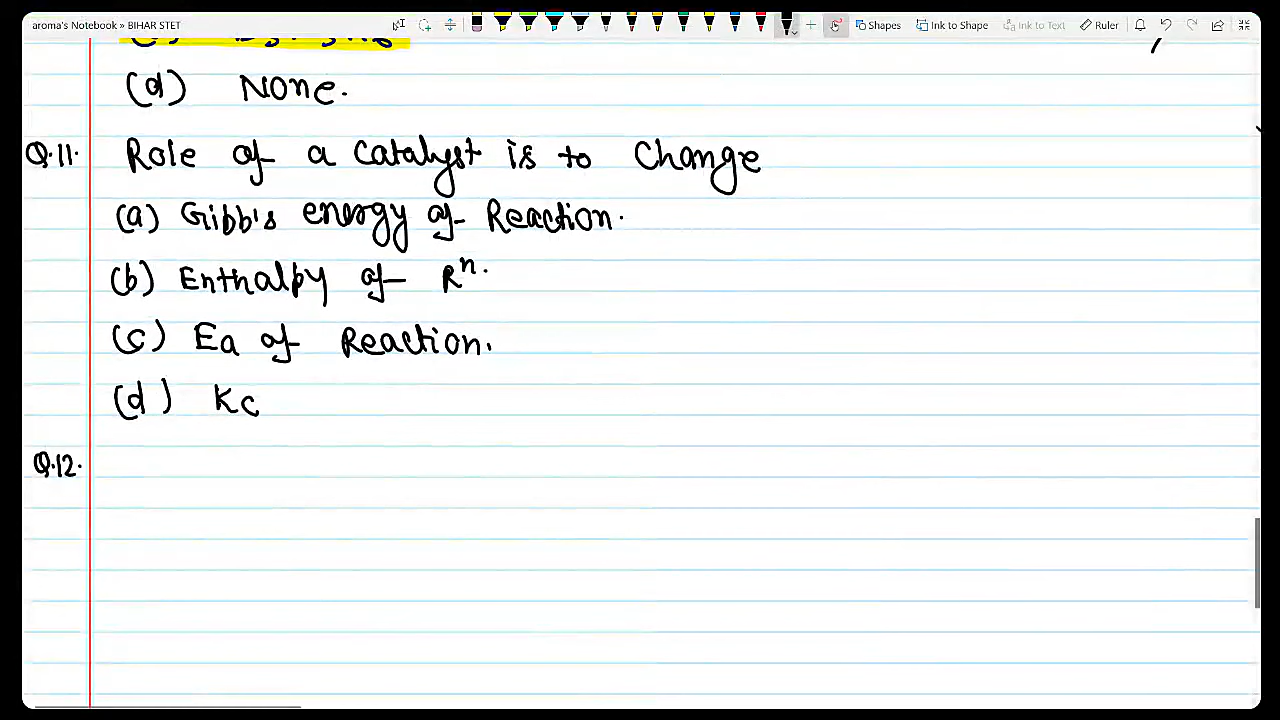 aroma's Notebook » BIHAR STET
Shapes Ink to Shape Ink to Text Ruler
(d) None.
Q.11. Role of a Catalyst is to Change
(a) Gibb's energy of Reaction.
(b) Enthalpy of Rⁿ.
(c) Ea of Reaction.
(d) Kc
Q.12.